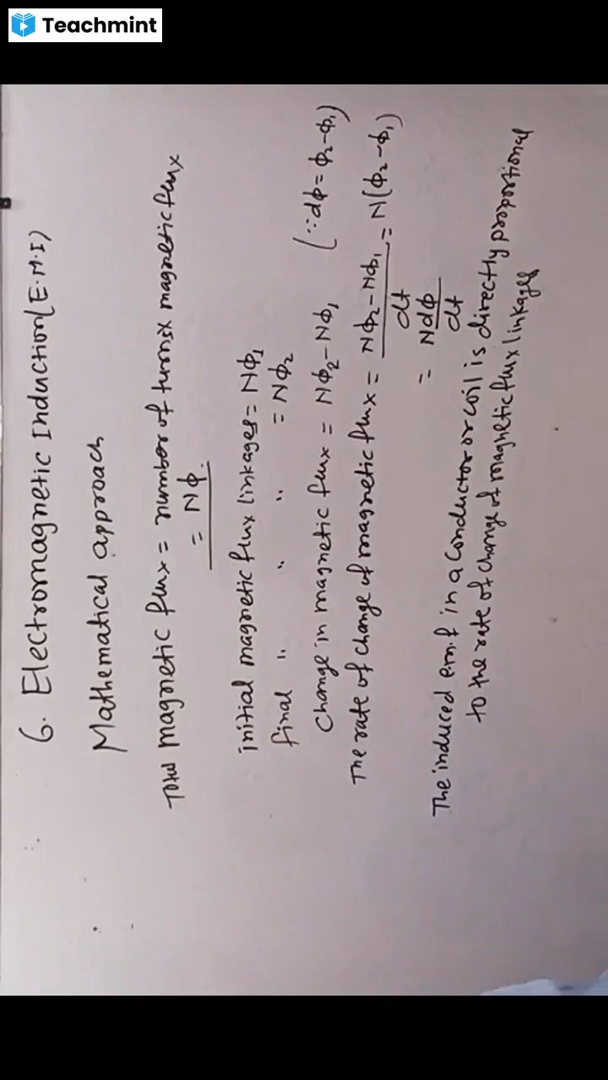 Teachmint
6. Electromagnetic Induction (E.M.I)
Mathematical approach
Total magnetic flux = number of turns x magnetic flux
= Nφ.
initial magnetic flux linkages = Nφ₁
final " " " = Nφ₂
Change in magnetic flux = Nφ₂ - Nφ₁ (∵ dφ = φ₂ - φ₁)
The rate of change of magnetic flux = Nφ₂ - Nφ₁ / dt = N(φ₂ - φ₁)
= Ndφ / dt
The induced e.m.f in a conductor or coil is directly proportional
to the rate of change of magnetic flux linkages